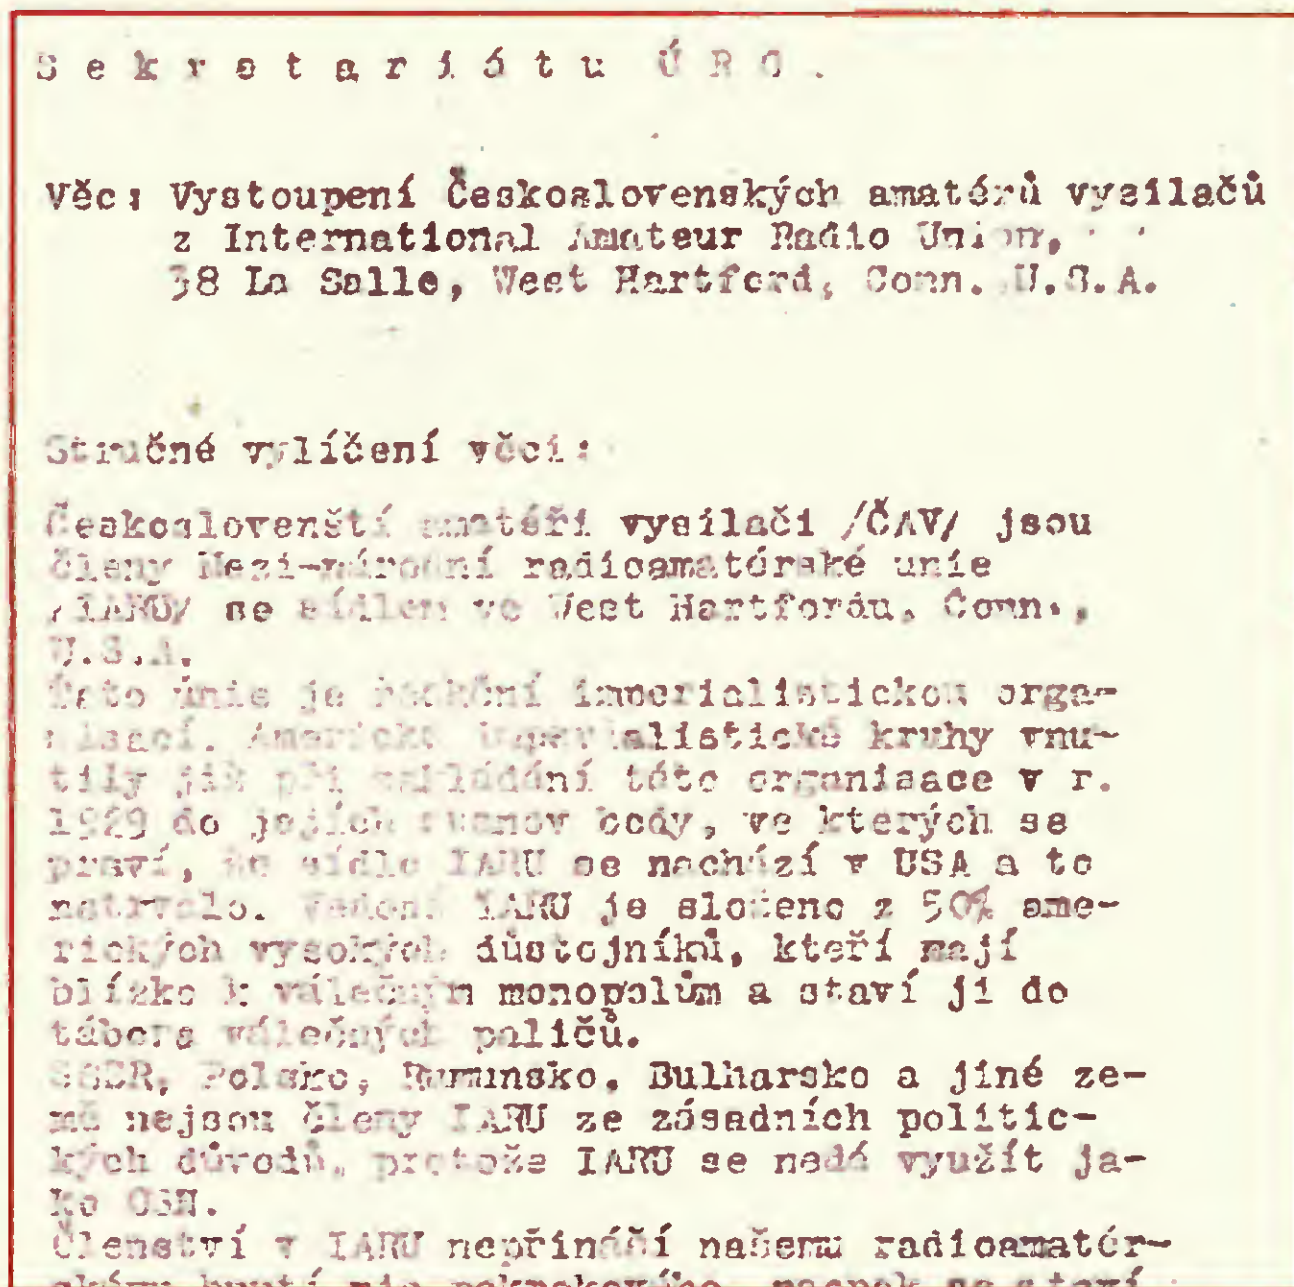 S e k r e t a r i á t u Ú R O .
Věc: Vystoupení Československých amatérů vysilačů
z International Amateur Radio Union,
38 La Salle, West Hartford, Conn. U.S.A.
Stručné vylíčení věci:
Českoslovenští amatéři vysilači /ČAV/ jsou
členy Mezi-národní radioamatérské unie
/IARU/ se sídlem ve West Hartfordu, Conn.,
U.S.A.
Tato unie je reakční imperialistickou orga-
nisací. Americké imperialistické kruhy vnu-
tily již při zakládání této organisace v r.
1929 do jejích stanov body, ve kterých se
praví, že sídlo IARU se nachází v USA a to
natrvalo. Vedení IARU je složeno z 50% ame-
rických vysokých důstojníků, kteří mají
blízko k válečným monopolům a staví ji do
tábora válečných paličů.
SSSR, Polsko, Rumunsko, Bulharsko a jiné ze-
mě nejsou členy IARU ze zásadních politic-
kých důvodů, protože IARU se nedá využít ja-
ko OSN.
Členství v IARU nepřináší našemu radioamatér-
skému hnutí nic